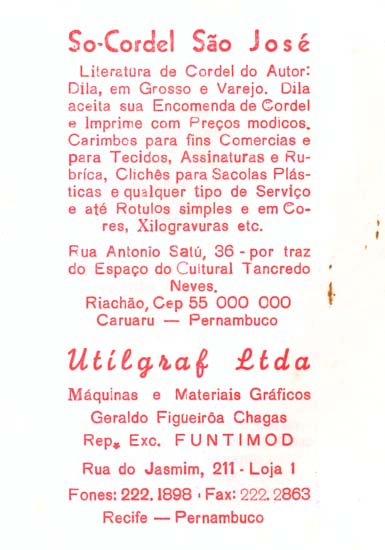 So-Cordel São José
Literatura de Cordel do Autor:
Dila, em Grosso e Varejo. Dila
aceita sua Encomenda de Cordel
e Imprime com Preços modicos.
Carimbos para fins Comercias e
para Tecidos, Assinaturas e Ru-
bríca, Clichês para Sacolas Plás-
ticas e qualquer tipo de Serviço
e até Rotulos simples e em Co-
res, Xilogravuras etc.
Rua Antonio Satú, 36 - por traz
do Espaço do Cultural Tancredo
Neves.
Riachão, Cep 55 000 000
Caruaru — Pernambuco
Utilgraf Ltda
Máquinas e Materiais Gráficos
Geraldo Figueirôa Chagas
Rep. Exc. FUNTIMOD
Rua do Jasmim, 211 - Loja 1
Fones: 222.1898 - Fax: 222.2863
Recife — Pernambuco